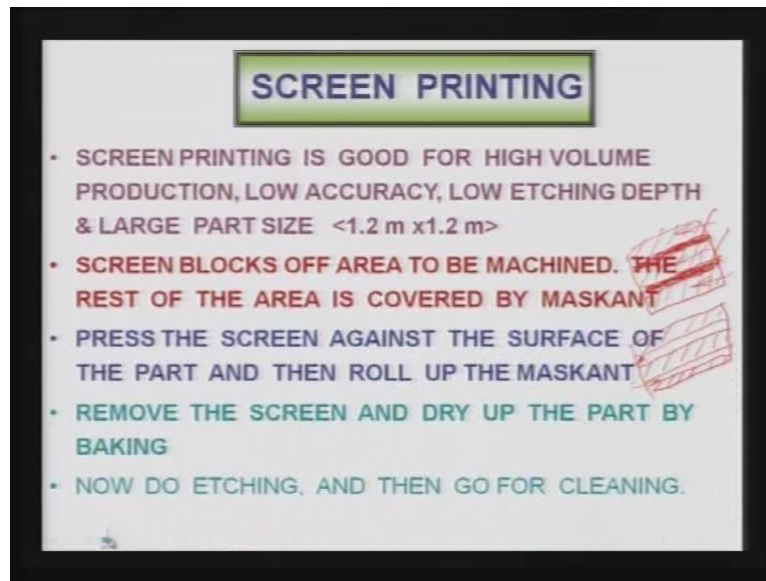 SCREEN PRINTING
• SCREEN PRINTING IS GOOD FOR HIGH VOLUME
PRODUCTION, LOW ACCURACY, LOW ETCHING DEPTH
& LARGE PART SIZE <1.2 m x1.2 m>
• SCREEN BLOCKS OFF AREA TO BE MACHINED. THE
REST OF THE AREA IS COVERED BY MASKANT
• PRESS THE SCREEN AGAINST THE SURFACE OF
THE PART AND THEN ROLL UP THE MASKANT
• REMOVE THE SCREEN AND DRY UP THE PART BY
BAKING
• NOW DO ETCHING, AND THEN GO FOR CLEANING.